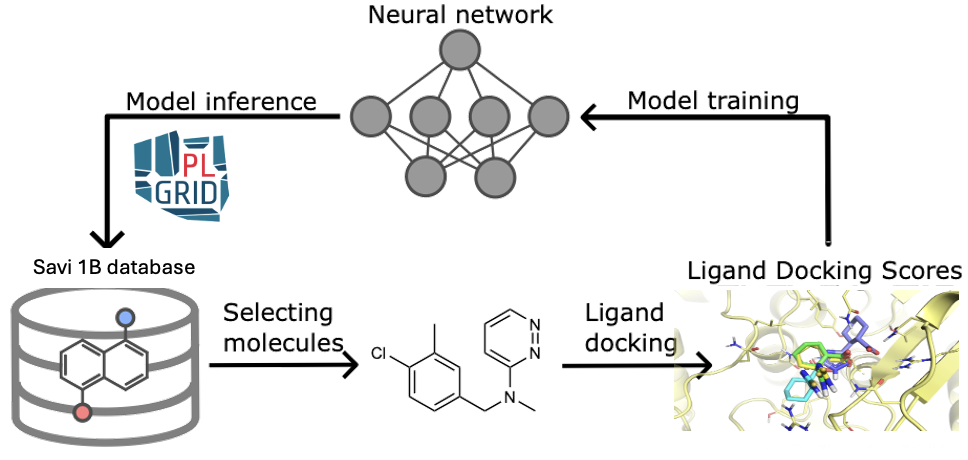 Neural network
Model inference
Model training
PL
GRID
Savi 1B database
Ligand Docking Scores
Selecting
molecules
Ligand
docking
Cl
N
N
N